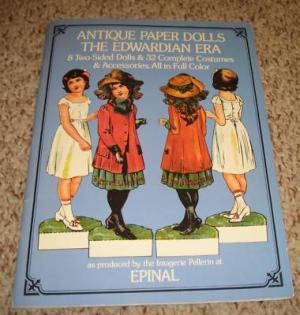 ANTIQUE PAPER DOLLS
THE EDWARDIAN ERA
8 Two-Sided Dolls & 32 Complete Costumes
& Accessories, All in Full Color
as produced by the Imagerie Pellerin at
EPINAL